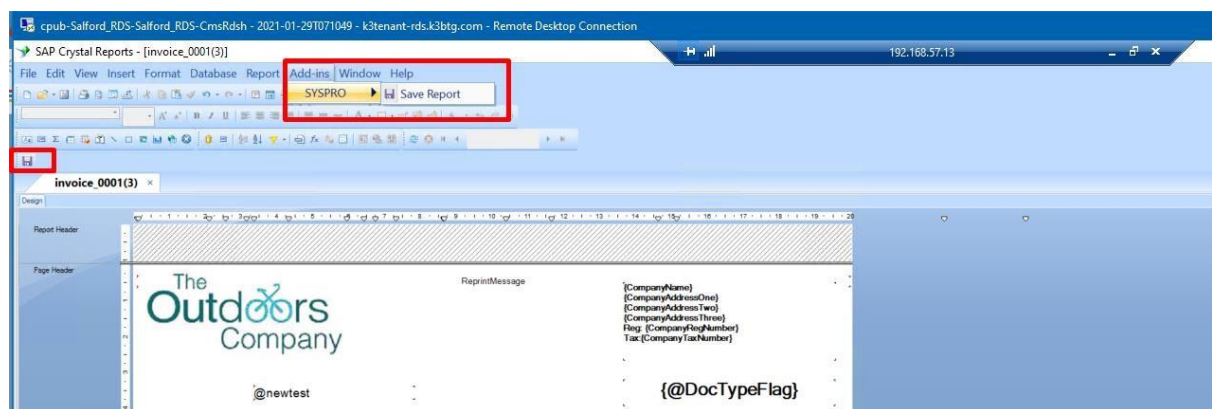 cpub-Salford_RDS-Salford_RDS-CmsRdsh - 2021-01-29T071049 - k3tenant-rds.k3btg.com - Remote Desktop Connection
SAP Crystal Reports - [invoice_0001(3)]
192.168.57.13
File Edit View Insert Format Database Report Add-ins Window Help
SYSPRO Save Report
invoice_0001(3)
Design
Report Header
Page Header
The
Outdoors
Company
ReprintMessage
{CompanyName}
{CompanyAddressOne}
{CompanyAddressTwo}
{CompanyAddressThree}
Reg: {CompanyRegNumber}
Tax:{CompanyTaxNumber}
@newtest
{@DocTypeFlag}